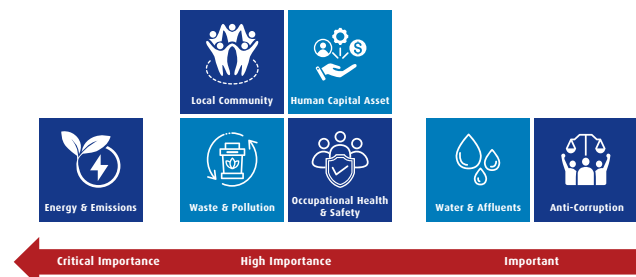 Local Community
Human Capital Asset
Energy & Emissions
Waste & Pollution
Occupational Health
& Safety
Water & Affluents
Anti-Corruption
Critical Importance
High Importance
Important